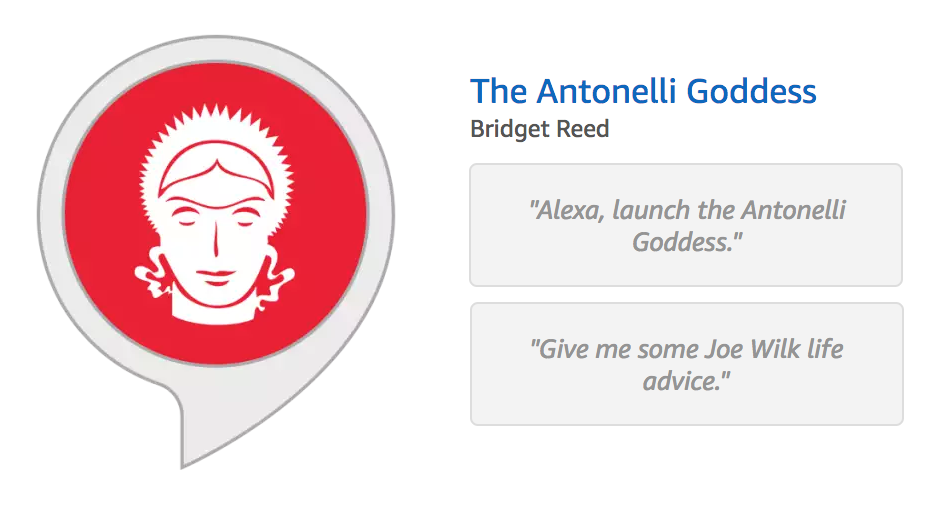 The Antonelli Goddess
Bridget Reed
"Alexa, launch the Antonelli
Goddess."
"Give me some Joe Wilk life
advice."